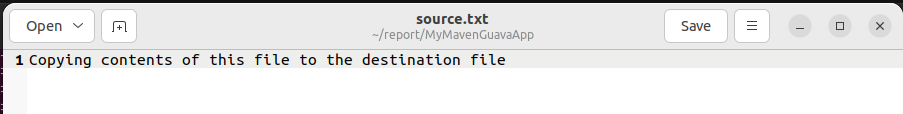 Open
source.txt
~/report/MyMavenGuavaApp
Save
1 Copying contents of this file to the destination file